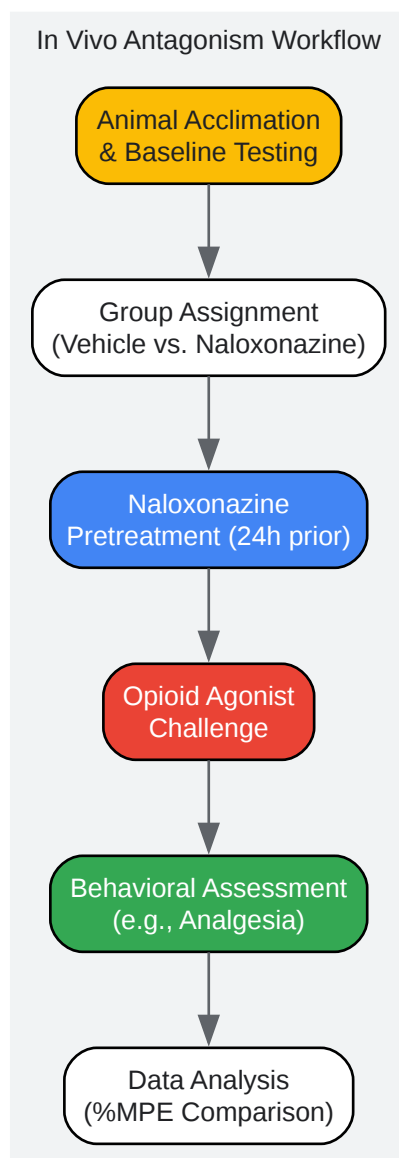 In Vivo Antagonism Workflow
Animal Acclimation
& Baseline Testing
Group Assignment
(Vehicle vs. Naloxonazine)
Naloxonazine
Pretreatment (24h prior)
Opioid Agonist
Challenge
Behavioral Assessment
(e.g., Analgesia)
Data Analysis
(%MPE Comparison)